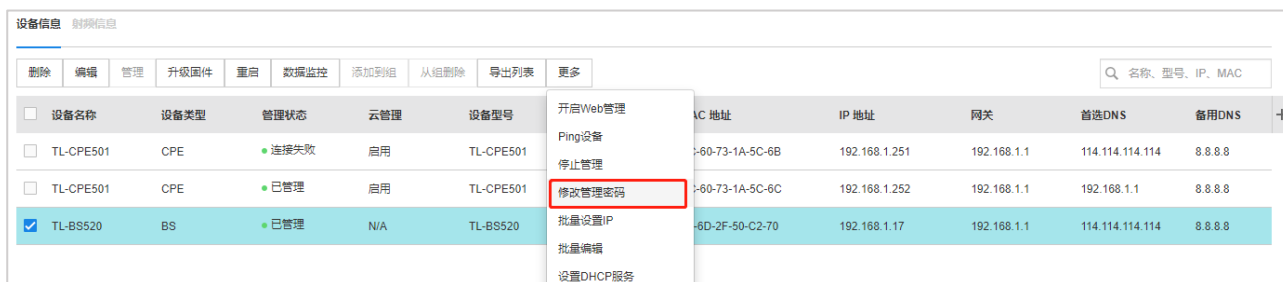 设备信息 射频信息
删除 编辑 管理 升级固件 重启 数据监控 添加到组 从组删除 导出列表 更多 名称、型号、IP、MAC
设备名称 设备类型 管理状态 云管理 设备型号 AC 地址 IP 地址 网关 首选DNS 备用DNS
TL-CPE501 CPE 连接失败 启用 TL-CPE501 -60-73-1A-5C-6B 192.168.1.251 192.168.1.1 114.114.114.114 8.8.8.8
TL-CPE501 CPE 已管理 启用 TL-CPE501 -60-73-1A-5C-6C 192.168.1.252 192.168.1.1 192.168.1.1 8.8.8.8
TL-BS520 BS 已管理 N/A TL-BS520 -6D-2F-50-C2-70 192.168.1.17 192.168.1.1 114.114.114.114 8.8.8.8
开启Web管理
Ping设备
停止管理
修改管理密码
批量设置IP
批量编辑
设置DHCP服务